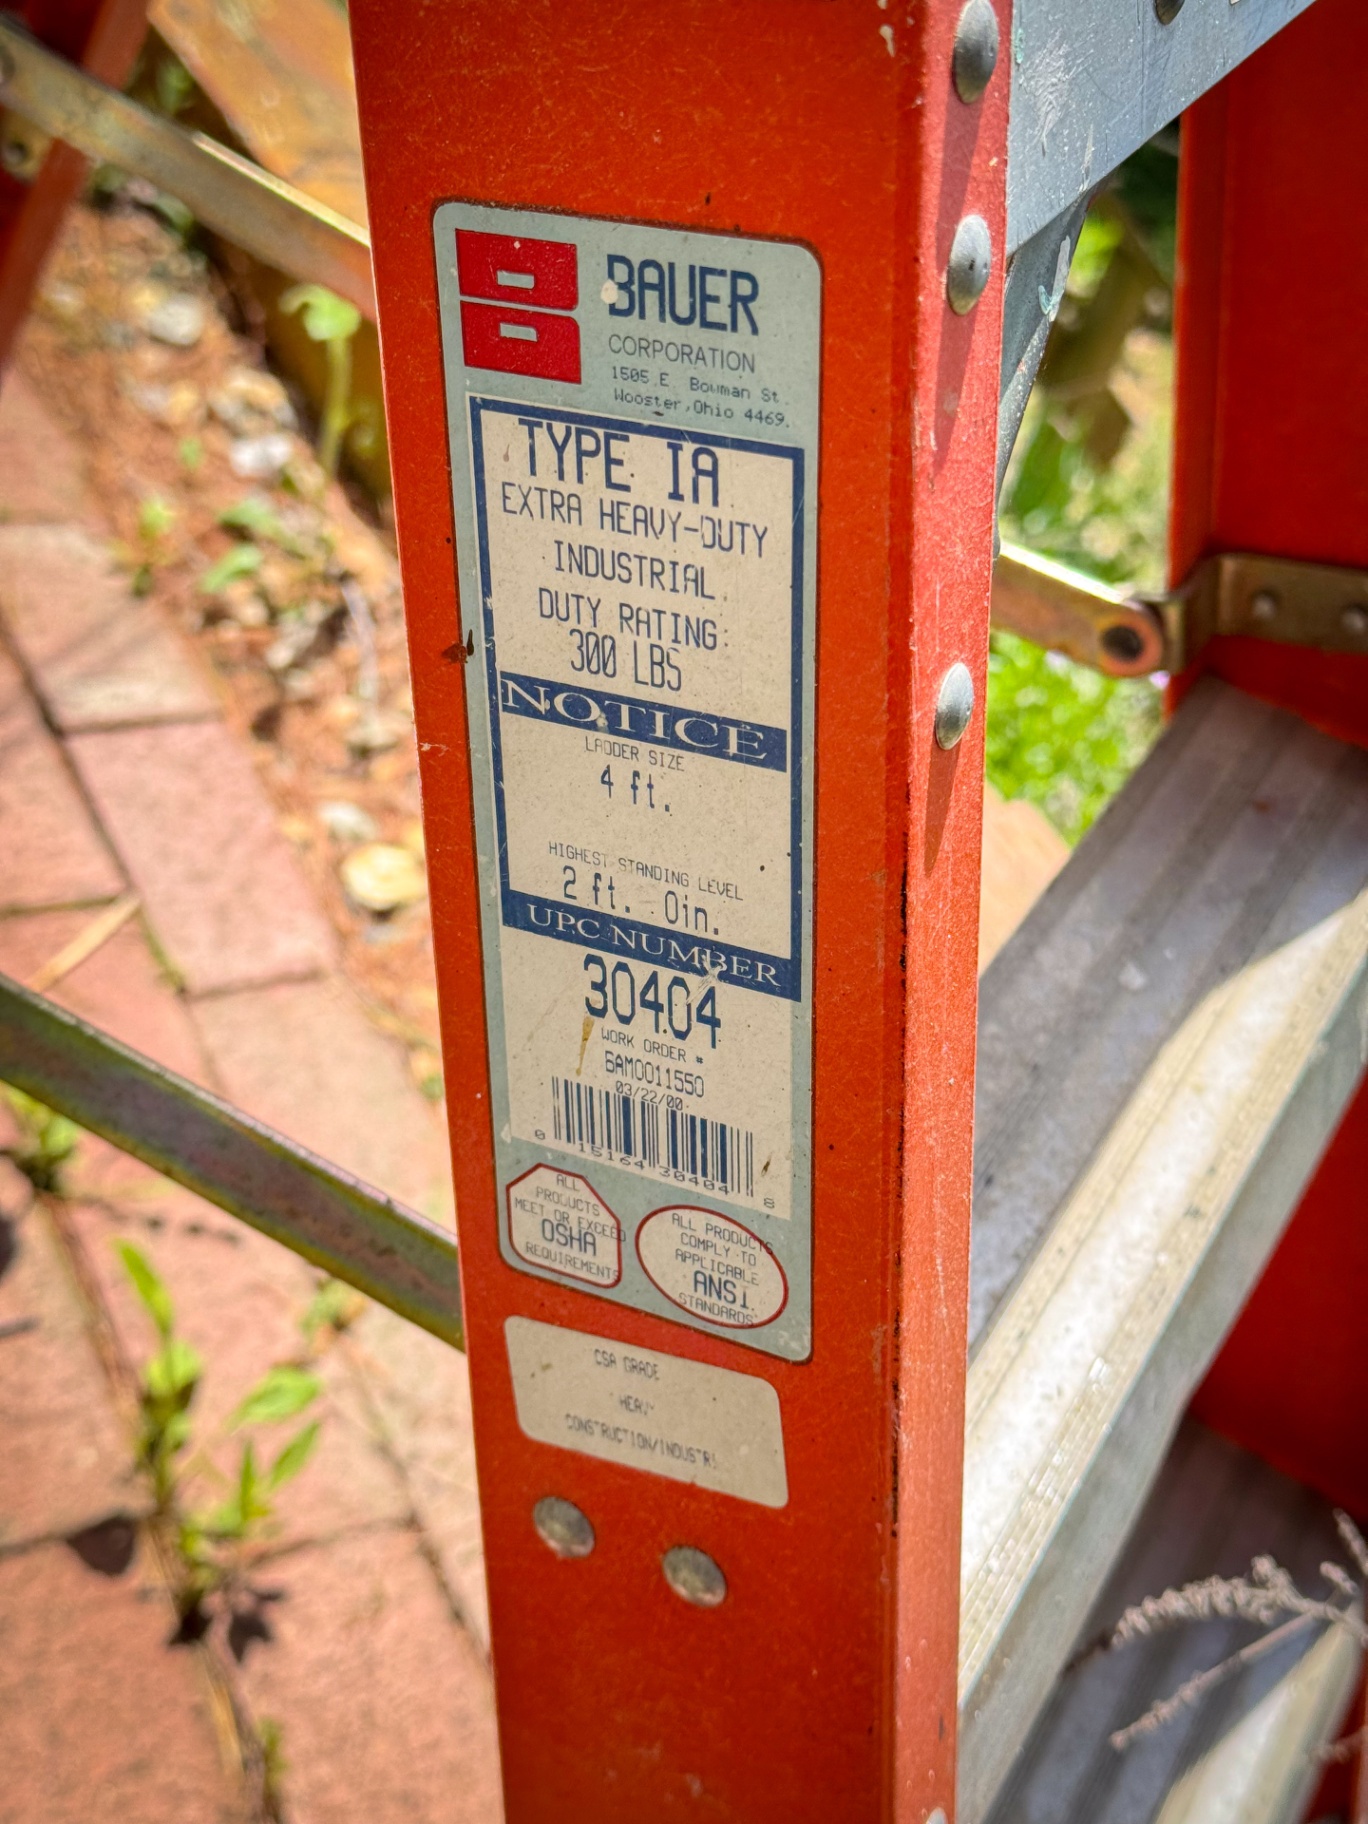 BAUER
CORPORATION
1505 E. Bowman St.
Wooster, Ohio 4469.
TYPE IA
EXTRA HEAVY-DUTY
INDUSTRIAL
DUTY RATING:
300 LBS
NOTICE
LADDER SIZE
4 ft.
HIGHEST STANDING LEVEL
2 ft. 0in.
UPC NUMBER
30404
WORK ORDER #
6AM0011550
03/22/00
0 15164 30404 8
ALL
PRODUCTS
MEET OR EXCEED
OSHA
REQUIREMENTS
ALL PRODUCTS
COMPLY TO
APPLICABLE
ANSI
STANDARDS
CSA GRADE
HEAVY
CONSTRUCTION/INDUSTRI